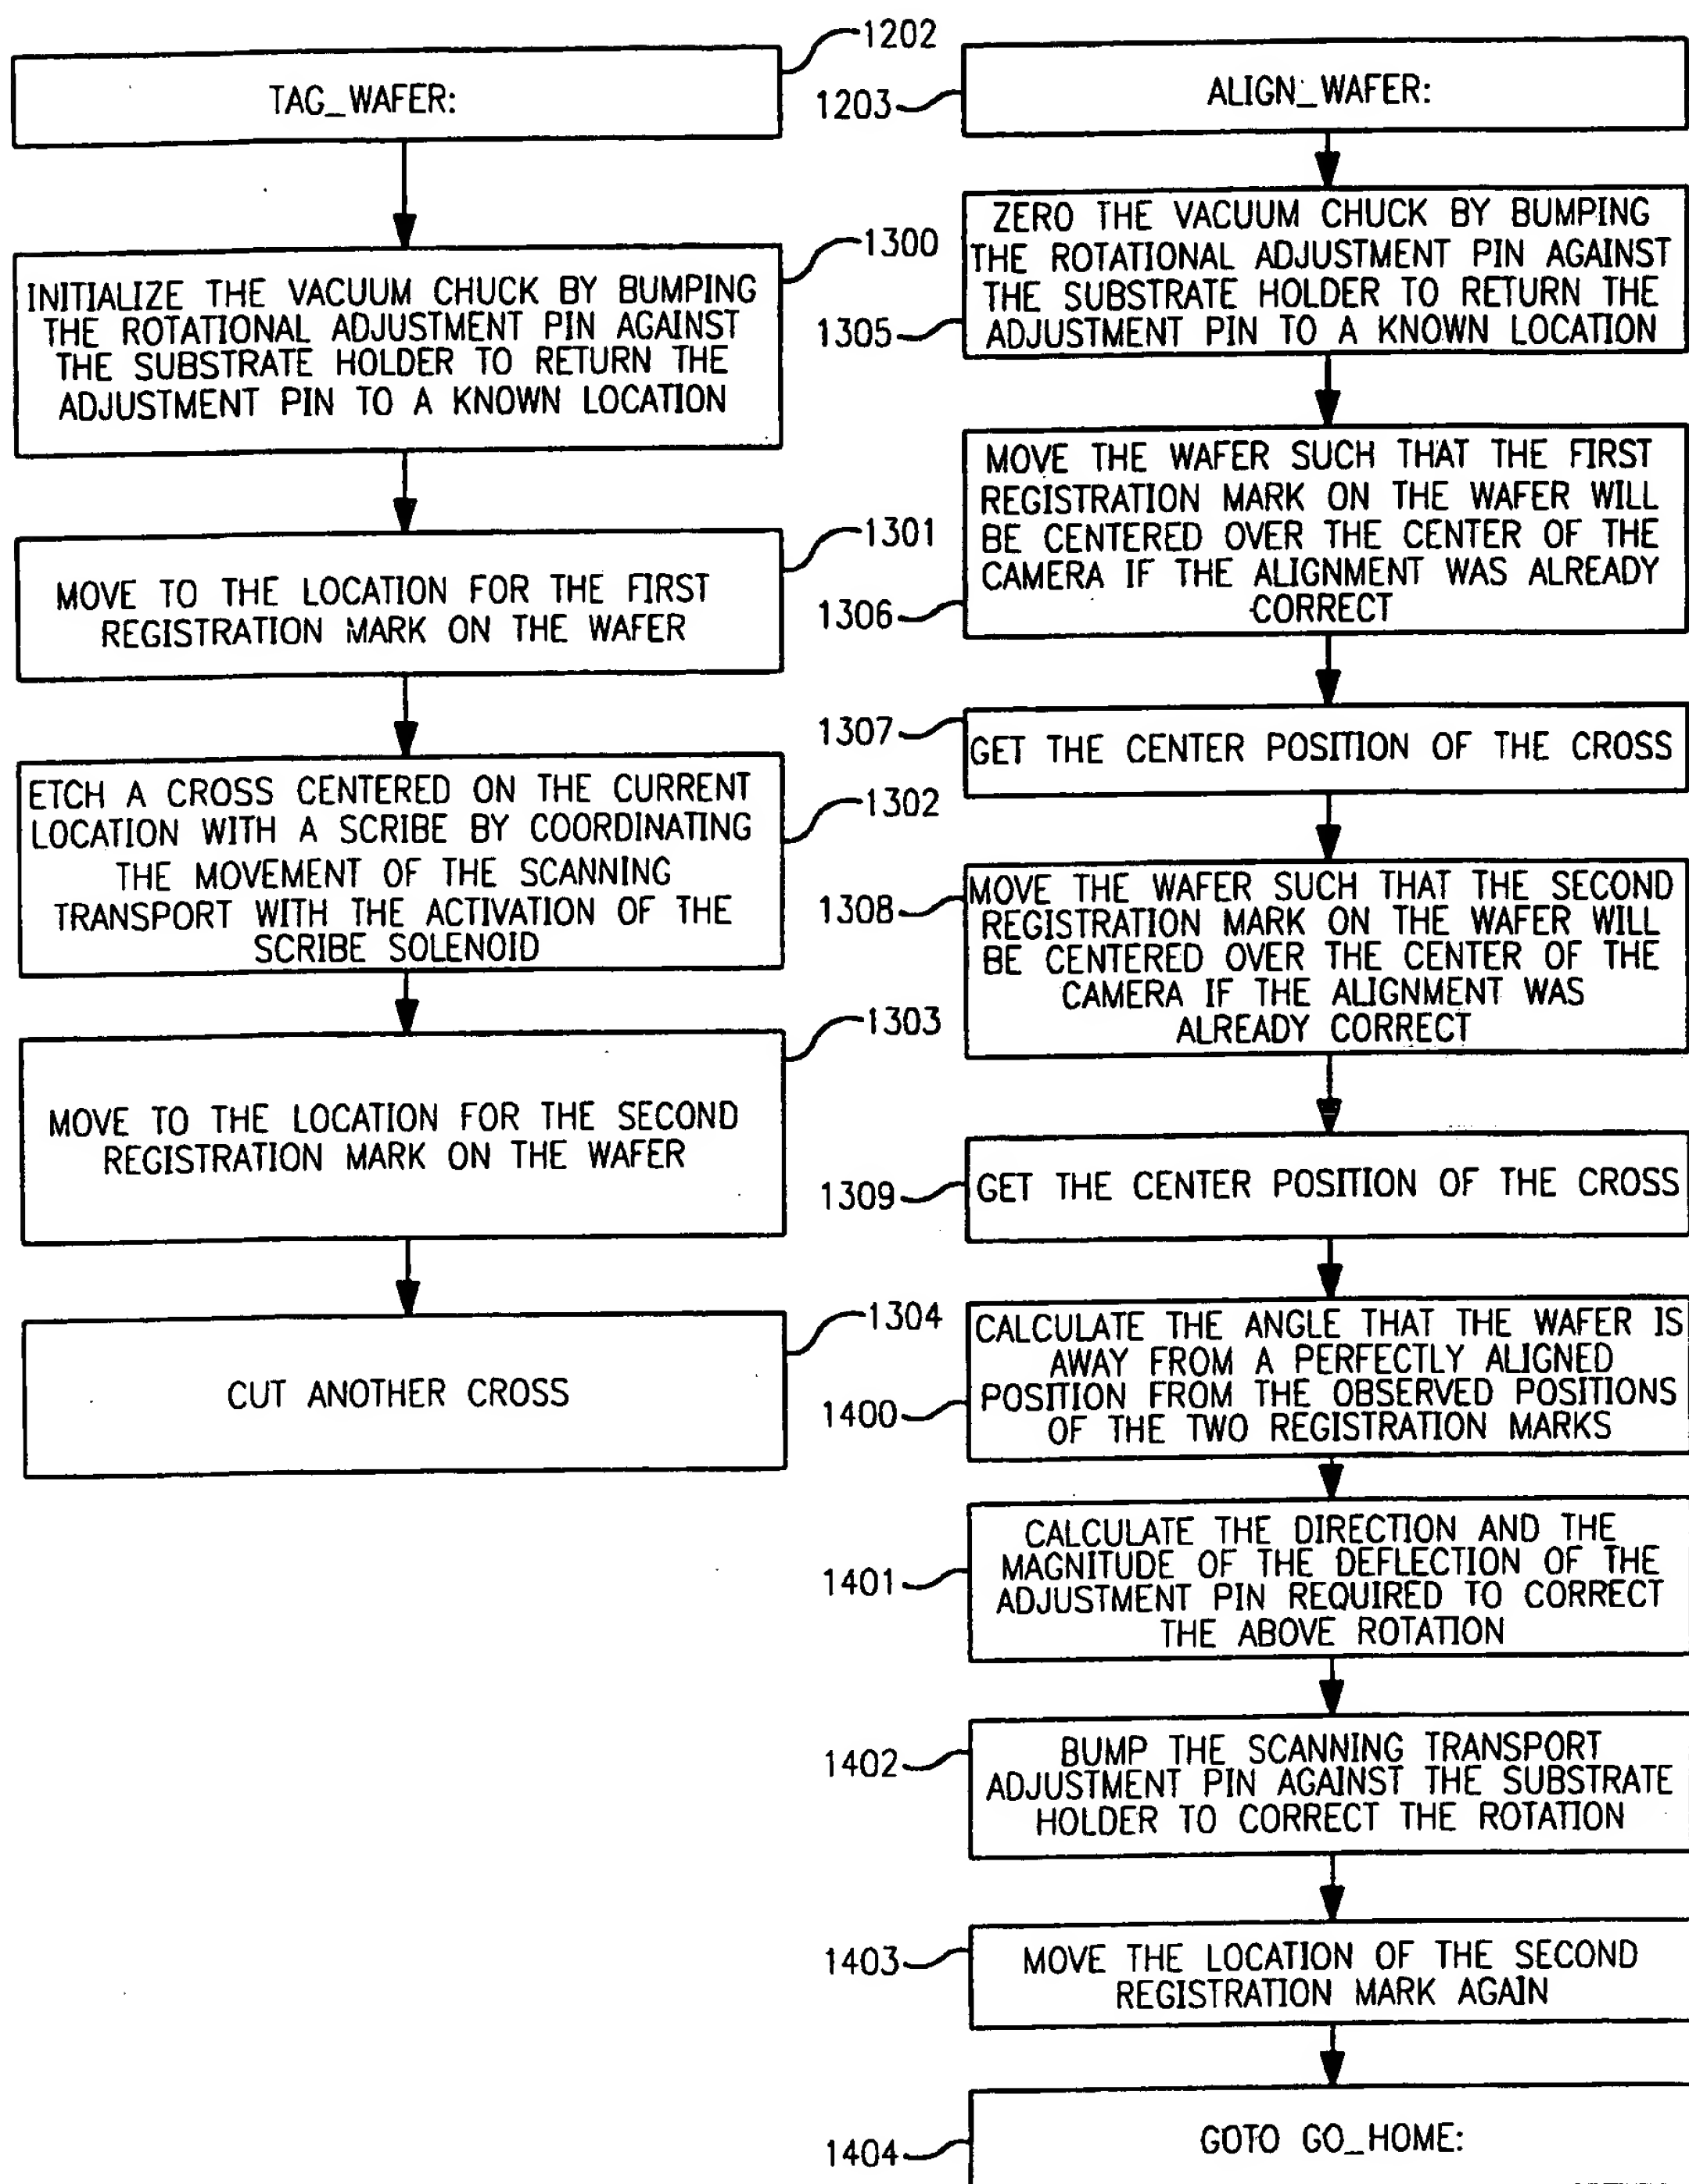 1202
TAG_WAFER:
1300
INITIALIZE THE VACUUM CHUCK BY BUMPING
THE ROTATIONAL ADJUSTMENT PIN AGAINST
THE SUBSTRATE HOLDER TO RETURN THE
ADJUSTMENT PIN TO A KNOWN LOCATION
1301
MOVE TO THE LOCATION FOR THE FIRST
REGISTRATION MARK ON THE WAFER
1302
ETCH A CROSS CENTERED ON THE CURRENT
LOCATION WITH A SCRIBE BY COORDINATING
THE MOVEMENT OF THE SCANNING
TRANSPORT WITH THE ACTIVATION OF THE
SCRIBE SOLENOID
1303
MOVE TO THE LOCATION FOR THE SECOND
REGISTRATION MARK ON THE WAFER
1304
CUT ANOTHER CROSS
1203
ALIGN_WAFER:
1305
ZERO THE VACUUM CHUCK BY BUMPING
THE ROTATIONAL ADJUSTMENT PIN AGAINST
THE SUBSTRATE HOLDER TO RETURN THE
ADJUSTMENT PIN TO A KNOWN LOCATION
1306
MOVE THE WAFER SUCH THAT THE FIRST
REGISTRATION MARK ON THE WAFER WILL
BE CENTERED OVER THE CENTER OF THE
CAMERA IF THE ALIGNMENT WAS ALREADY
CORRECT
1307
GET THE CENTER POSITION OF THE CROSS
1308
MOVE THE WAFER SUCH THAT THE SECOND
REGISTRATION MARK ON THE WAFER WILL
BE CENTERED OVER THE CENTER OF THE
CAMERA IF THE ALIGNMENT WAS
ALREADY CORRECT
1309
GET THE CENTER POSITION OF THE CROSS
1400
CALCULATE THE ANGLE THAT THE WAFER IS
AWAY FROM A PERFECTLY ALIGNED
POSITION FROM THE OBSERVED POSITIONS
OF THE TWO REGISTRATION MARKS
1401
CALCULATE THE DIRECTION AND THE
MAGNITUDE OF THE DEFLECTION OF THE
ADJUSTMENT PIN REQUIRED TO CORRECT
THE ABOVE ROTATION
1402
BUMP THE SCANNING TRANSPORT
ADJUSTMENT PIN AGAINST THE SUBSTRATE
HOLDER TO CORRECT THE ROTATION
1403
MOVE THE LOCATION OF THE SECOND
REGISTRATION MARK AGAIN
1404
GOTO GO_HOME: